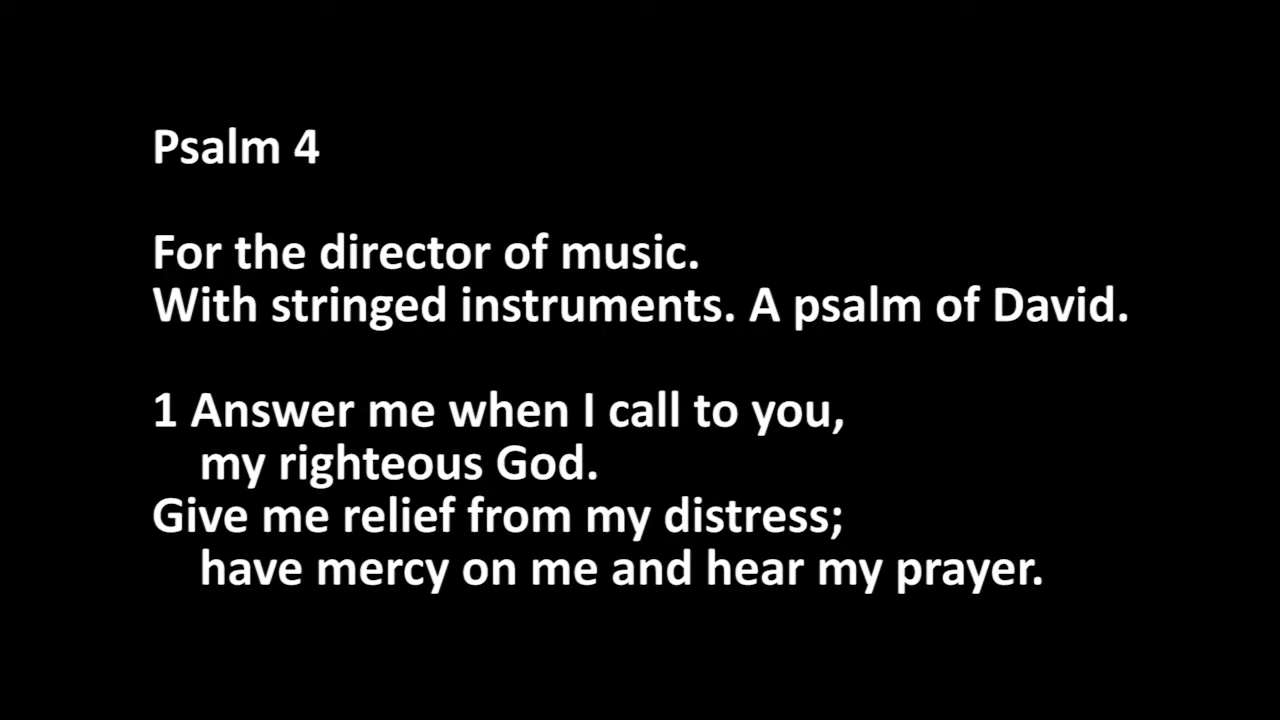 Psalm 4
For the director of music.
With stringed instruments. A psalm of David.
1 Answer me when I call to you,
my righteous God.
Give me relief from my distress;
have mercy on me and hear my prayer.